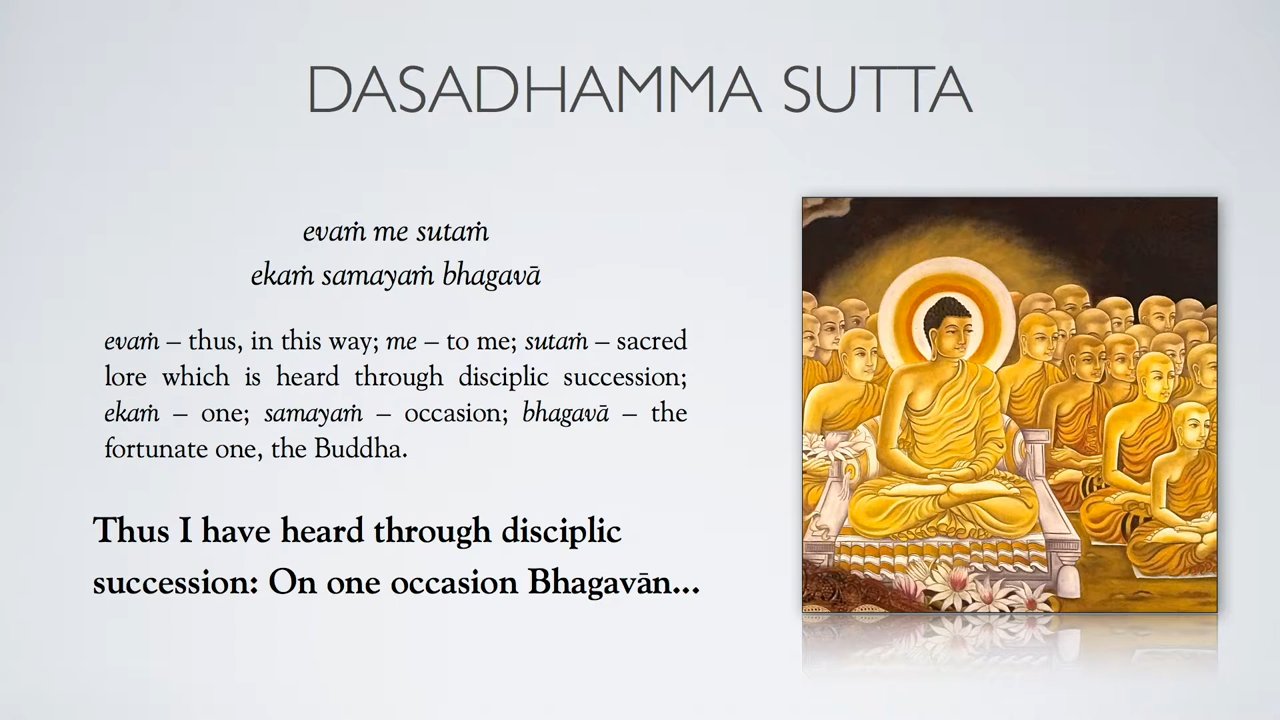 DASADHAMMA SUTTA
evaṁ me sutaṁ
ekaṁ samayaṁ bhagavā
evaṁ – thus, in this way; me – to me; sutaṁ – sacred
lore which is heard through disciplic succession;
ekaṁ – one; samayaṁ – occasion; bhagavā – the
fortunate one, the Buddha.
Thus I have heard through disciplic
succession: On one occasion Bhagavān...